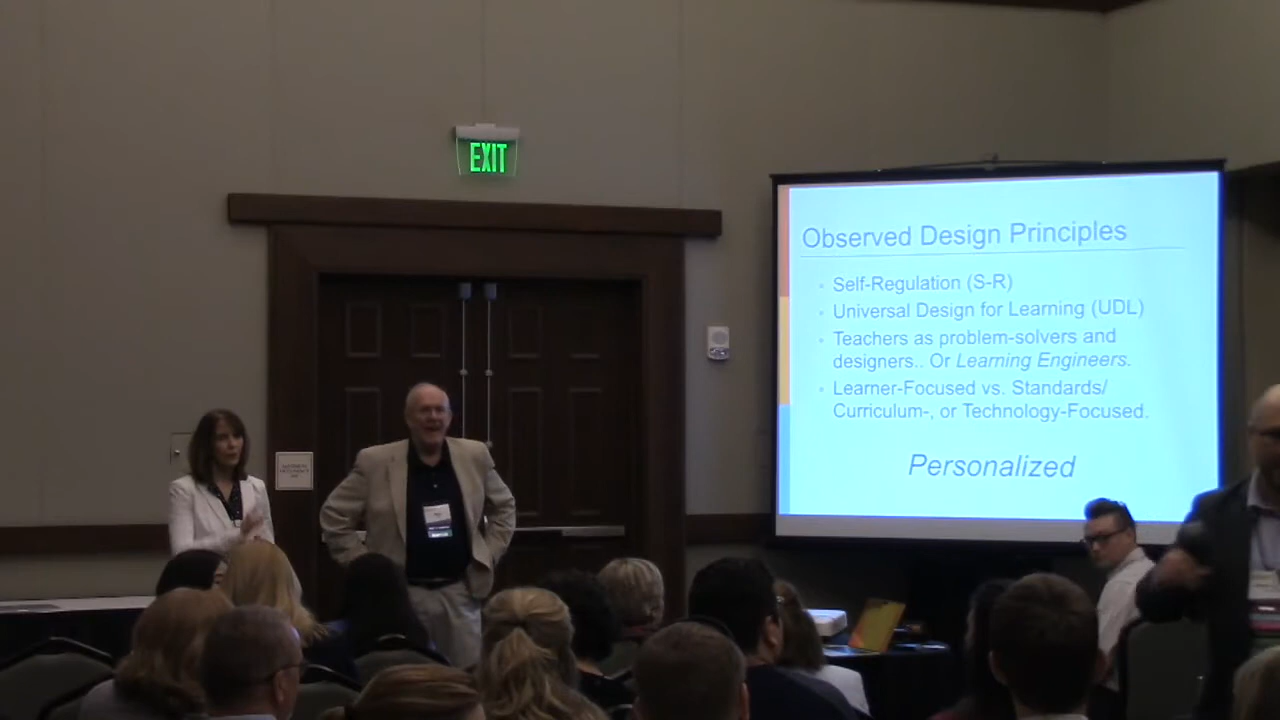 EXIT
Observed Design Principles
Self-Regulation (S-R)
Universal Design for Learning (UDL)
Teachers as problem-solvers and
designers.. Or Learning Engineers.
Learner-Focused vs. Standards/
Curriculum-, or Technology-Focused.
Personalized